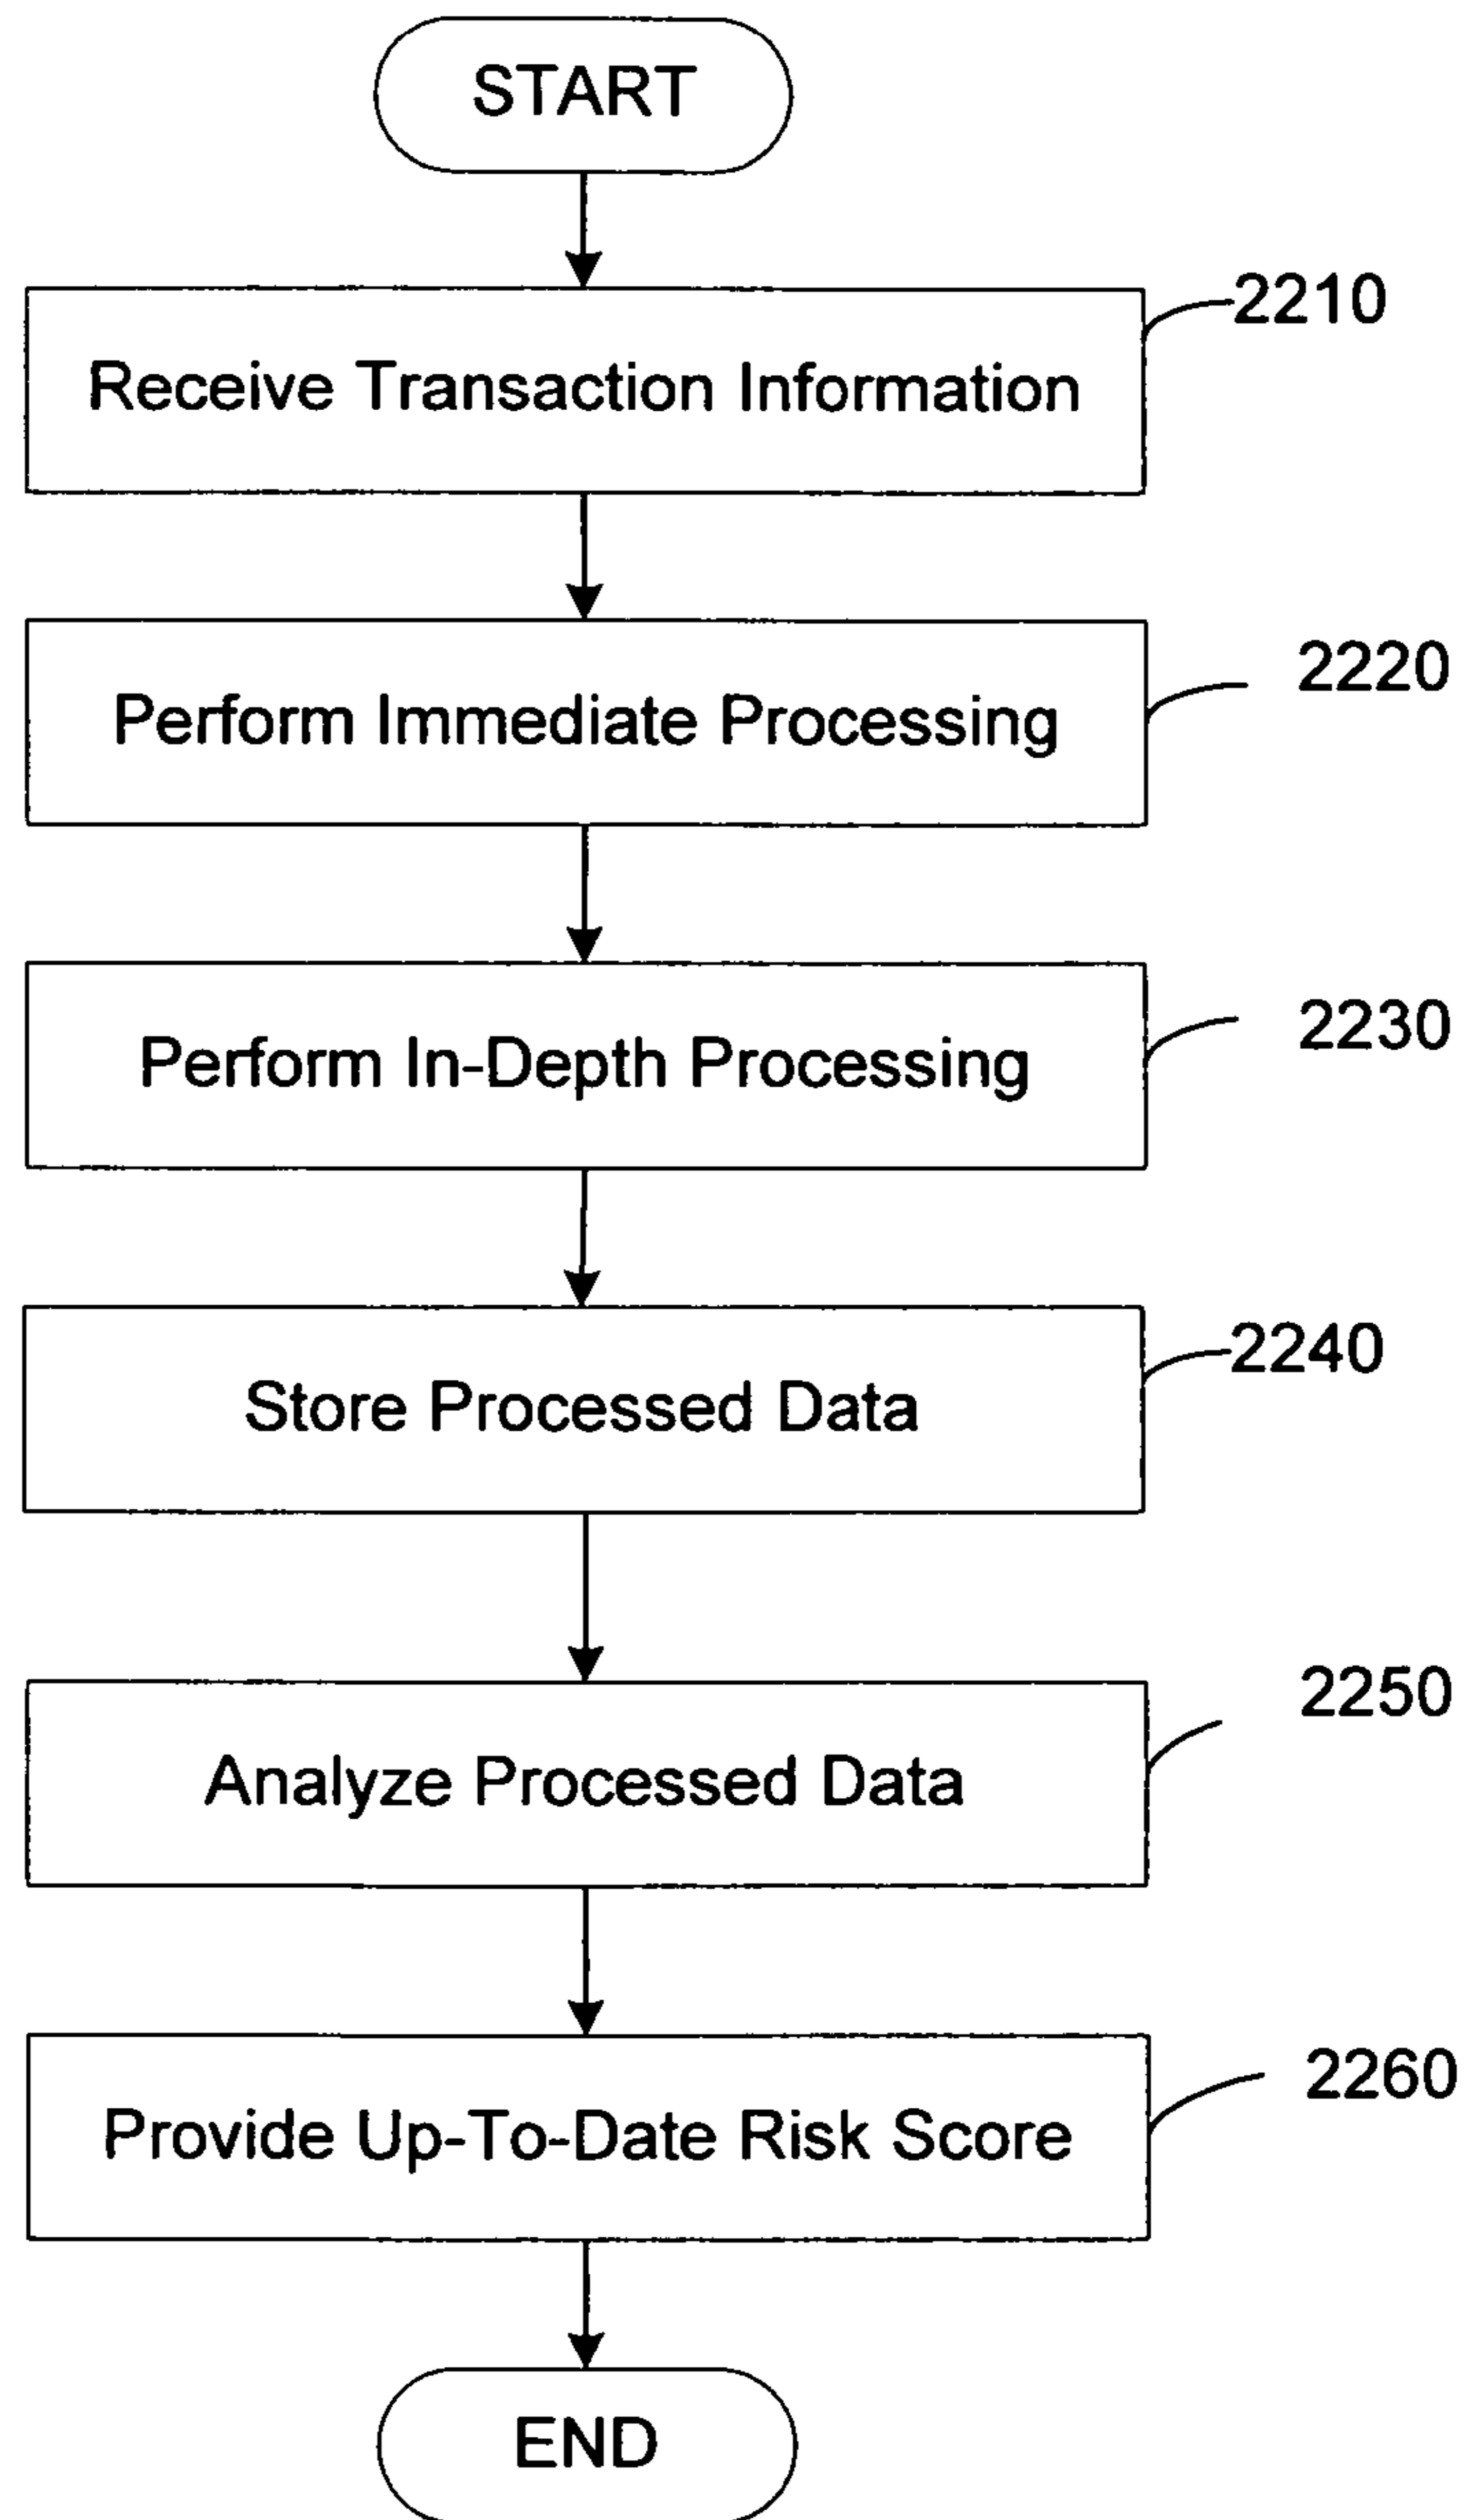 START
2210
Receive Transaction Information
2220
Perform Immediate Processing
2230
Perform In-Depth Processing
2240
Store Processed Data
2250
Analyze Processed Data
2260
Provide Up-To-Date Risk Score
END